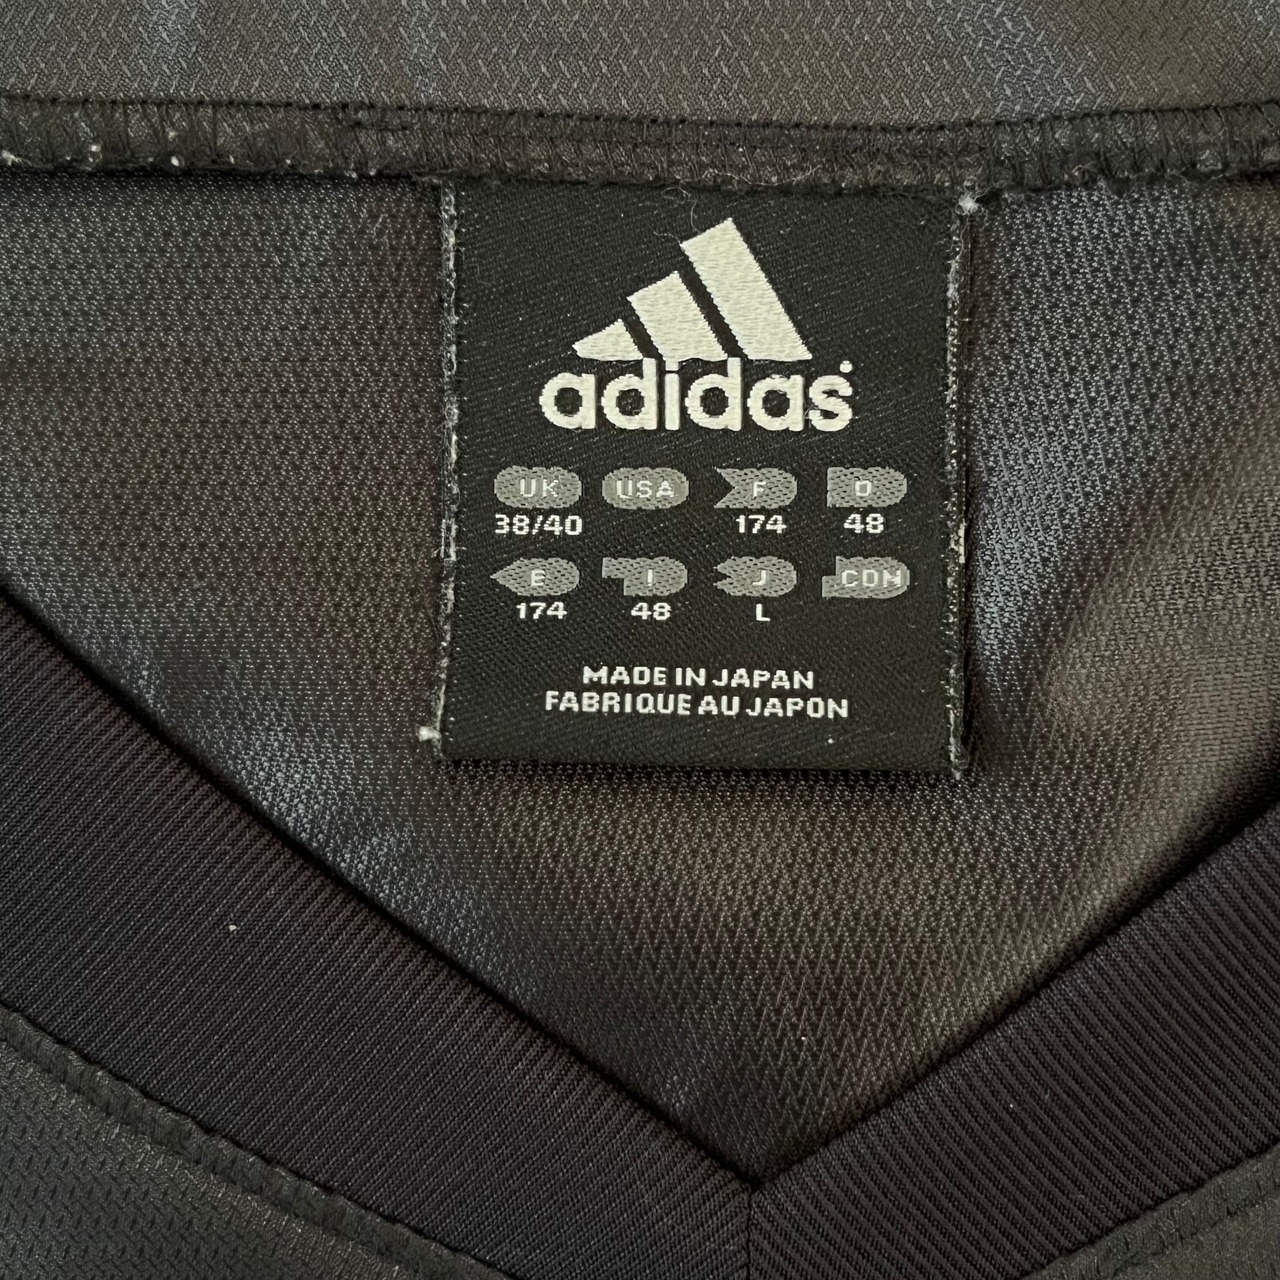 adidas
UK USA F D
38/40 174 48
E I J CDN
174 48 L
MADE IN JAPAN
FABRIQUE AU JAPON